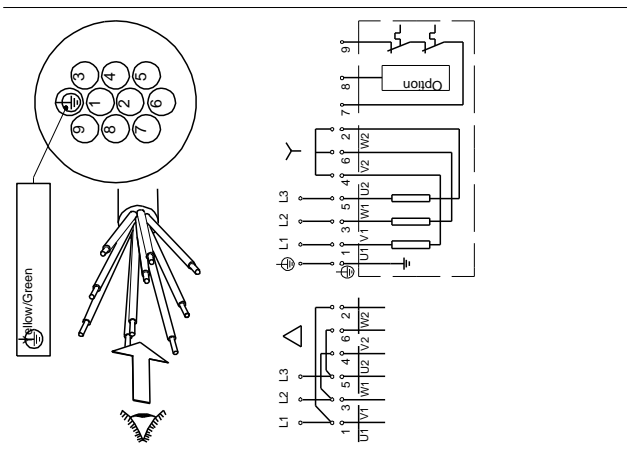 3 4 5
1 2 6
9 8 7
Yellow/Green
9
8 Option
7
2 W2
6 V2
4 U2
L3 5 W1
L2 3 V1
L1 1 U1
2 W2
6 V2
4 U2
L3 5 W1
L2 3 V1
L1 1 U1